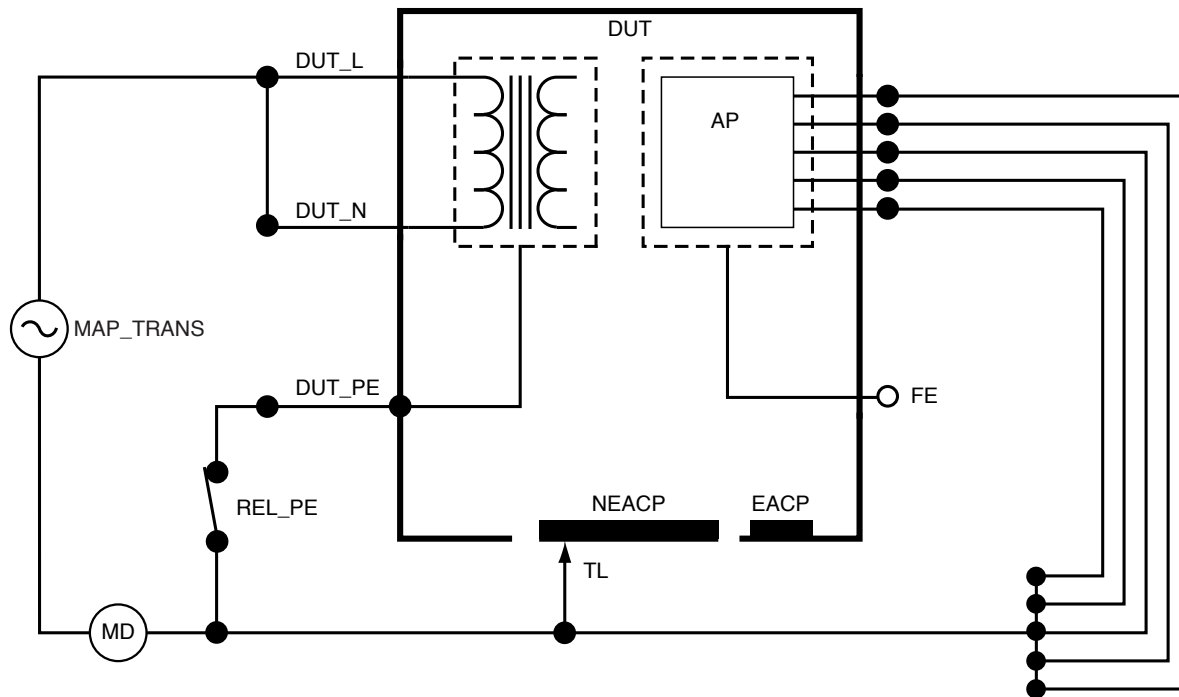 DUT
DUT_L
AP
DUT_N
MAP_TRANS
DUT_PE
FE
REL_PE
NEACP
EACP
TL
MD